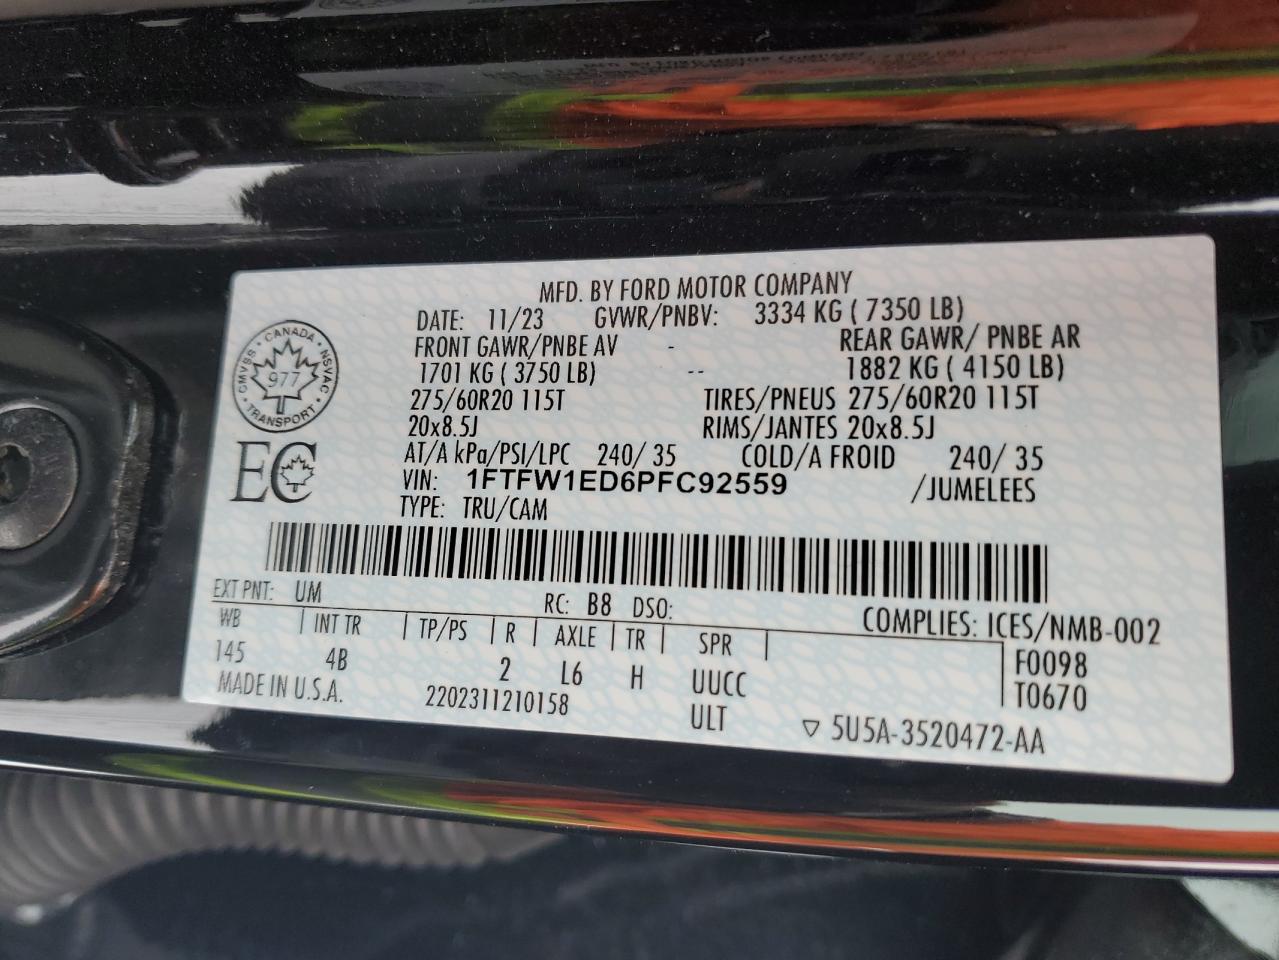 MFD. BY FORD MOTOR COMPANY
DATE: 11/23 GVWR/PNBV: 3334 KG ( 7350 LB)
FRONT GAWR/PNBE AV - REAR GAWR/ PNBE AR
1701 KG ( 3750 LB) -- 1882 KG ( 4150 LB)
275/60R20 115T TIRES/PNEUS 275/60R20 115T
20x8.5J RIMS/JANTES 20x8.5J
AT/A kPa/PSI/LPC 240/ 35 COLD/A FROID 240/ 35
VIN: 1FTFW1ED6PFC92559 /JUMELEES
TYPE: TRU/CAM
CANADA
CMVSS NSVAC
977
TRANSPORT
EC
EXT PNT: UM RC: B8 DSO: COMPLIES: ICES/NMB-002
WB | INT TR | TP/PS | R | AXLE | TR | SPR | F0098
145 4B 2 L6 H UUCC T0670
MADE IN U.S.A. 2202311210158 ULT ▽ 5U5A-3520472-AA